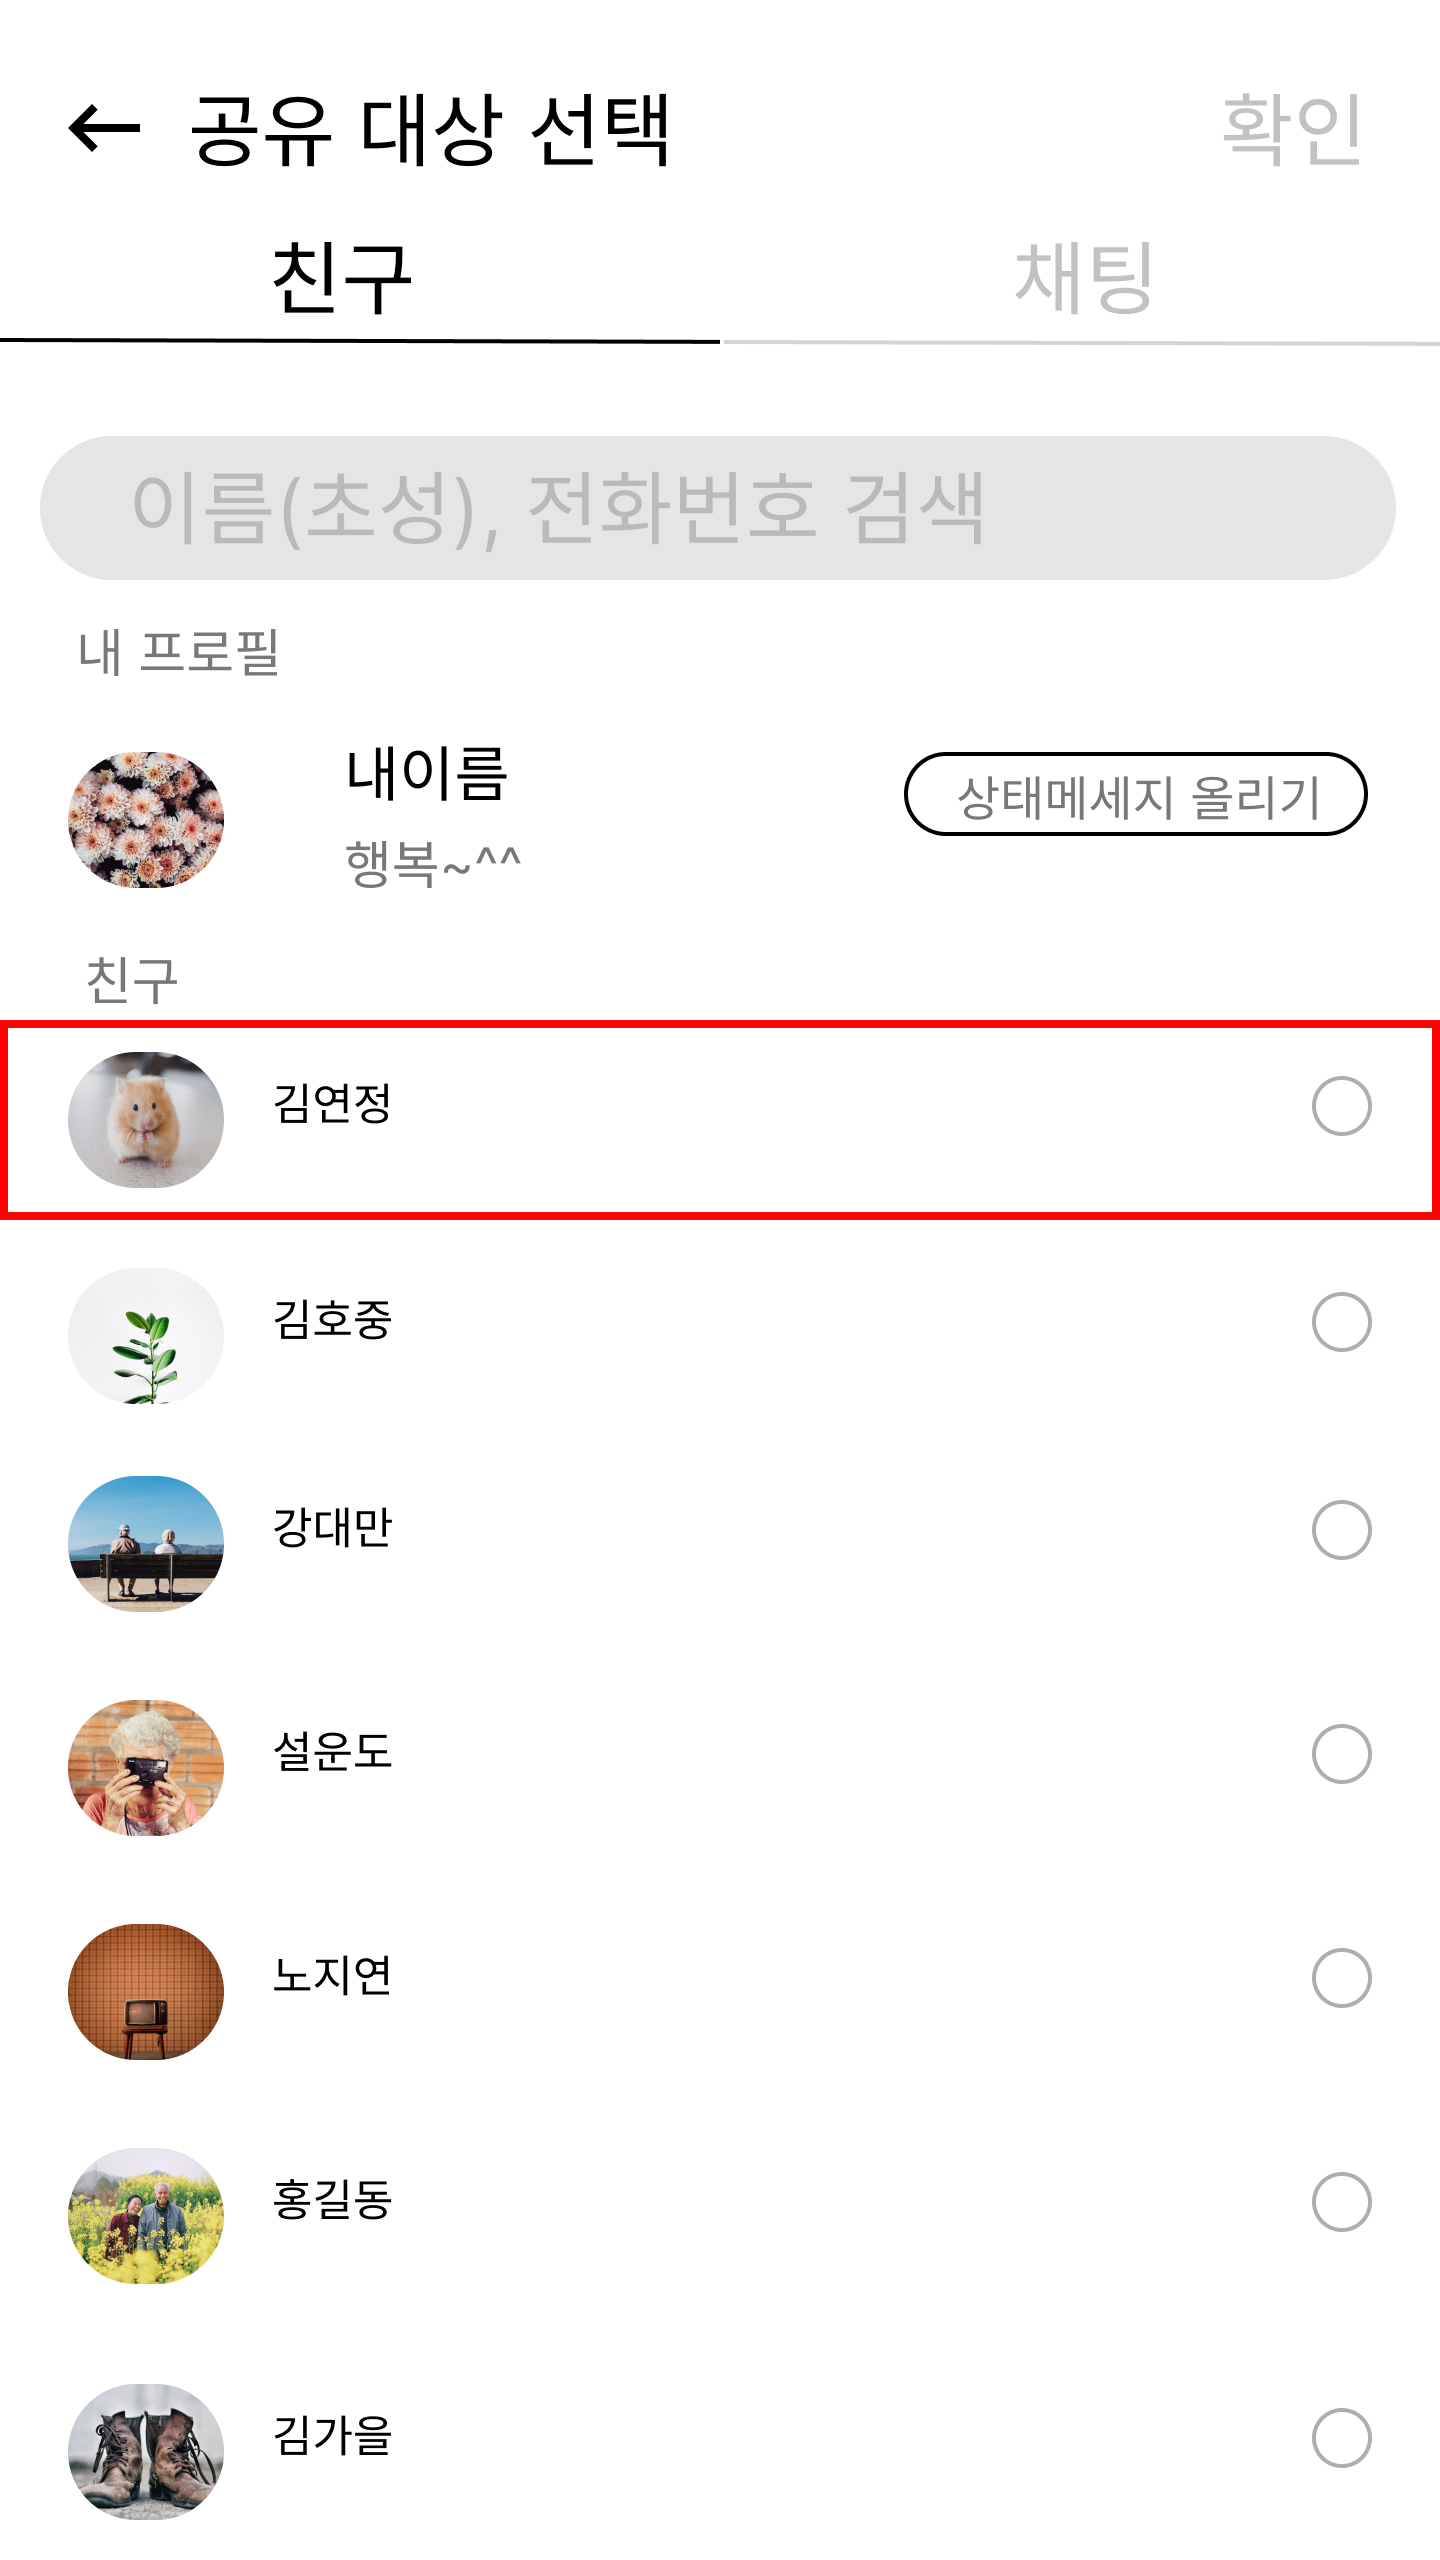 공유 대상 선택
확인
친구
채팅
이름(초성), 전화번호 검색
내 프로필
내이름
상태메세지 올리기
행복~^^
친구
김연정
김호중
강대만
설운도
노지연
홍길동
김가을